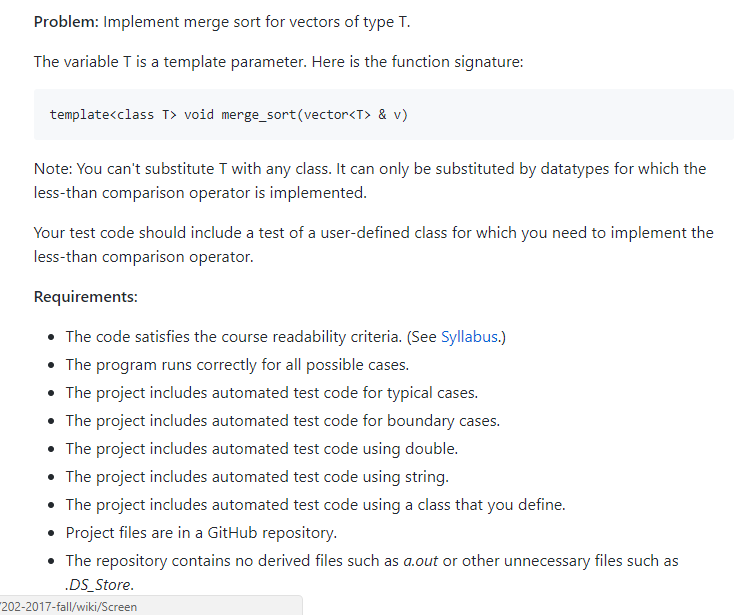 Problem: Implement merge sort for vectors of type T.
The variable T is a template parameter. Here is the function signature:
template<class T> void merge_sort(vector<T> & v)
Note: You can't substitute T with any class. It can only be substituted by datatypes for which the
less-than comparison operator is implemented.
Your test code should include a test of a user-defined class for which you need to implement the
less-than comparison operator.
Requirements:
• The code satisfies the course readability criteria. (See Syllabus.)
• The program runs correctly for all possible cases.
• The project includes automated test code for typical cases.
• The project includes automated test code for boundary cases.
• The project includes automated test code using double.
• The project includes automated test code using string.
• The project includes automated test code using a class that you define.
• Project files are in a GitHub repository.
• The repository contains no derived files such as a.out or other unnecessary files such as
.DS_Store.
/202-2017-fall/wiki/Screen